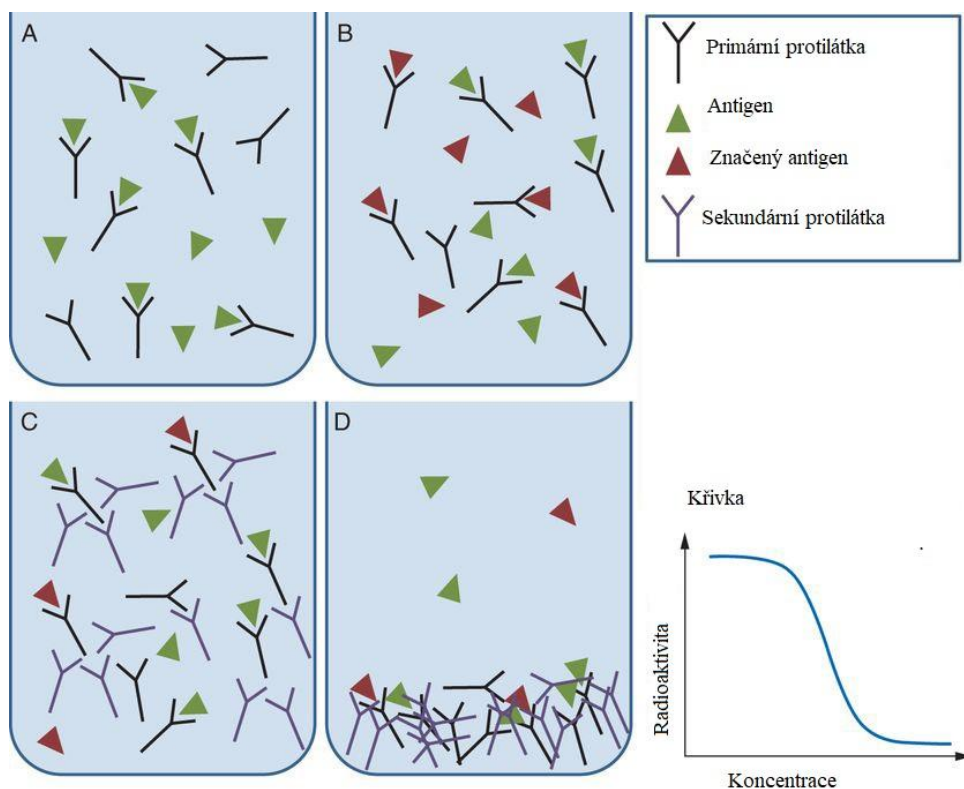 A
B
Primární protilátka
Antigen
Značený antigen
Sekundární protilátka
C
D
Křivka
Radioaktivita
Koncentrace